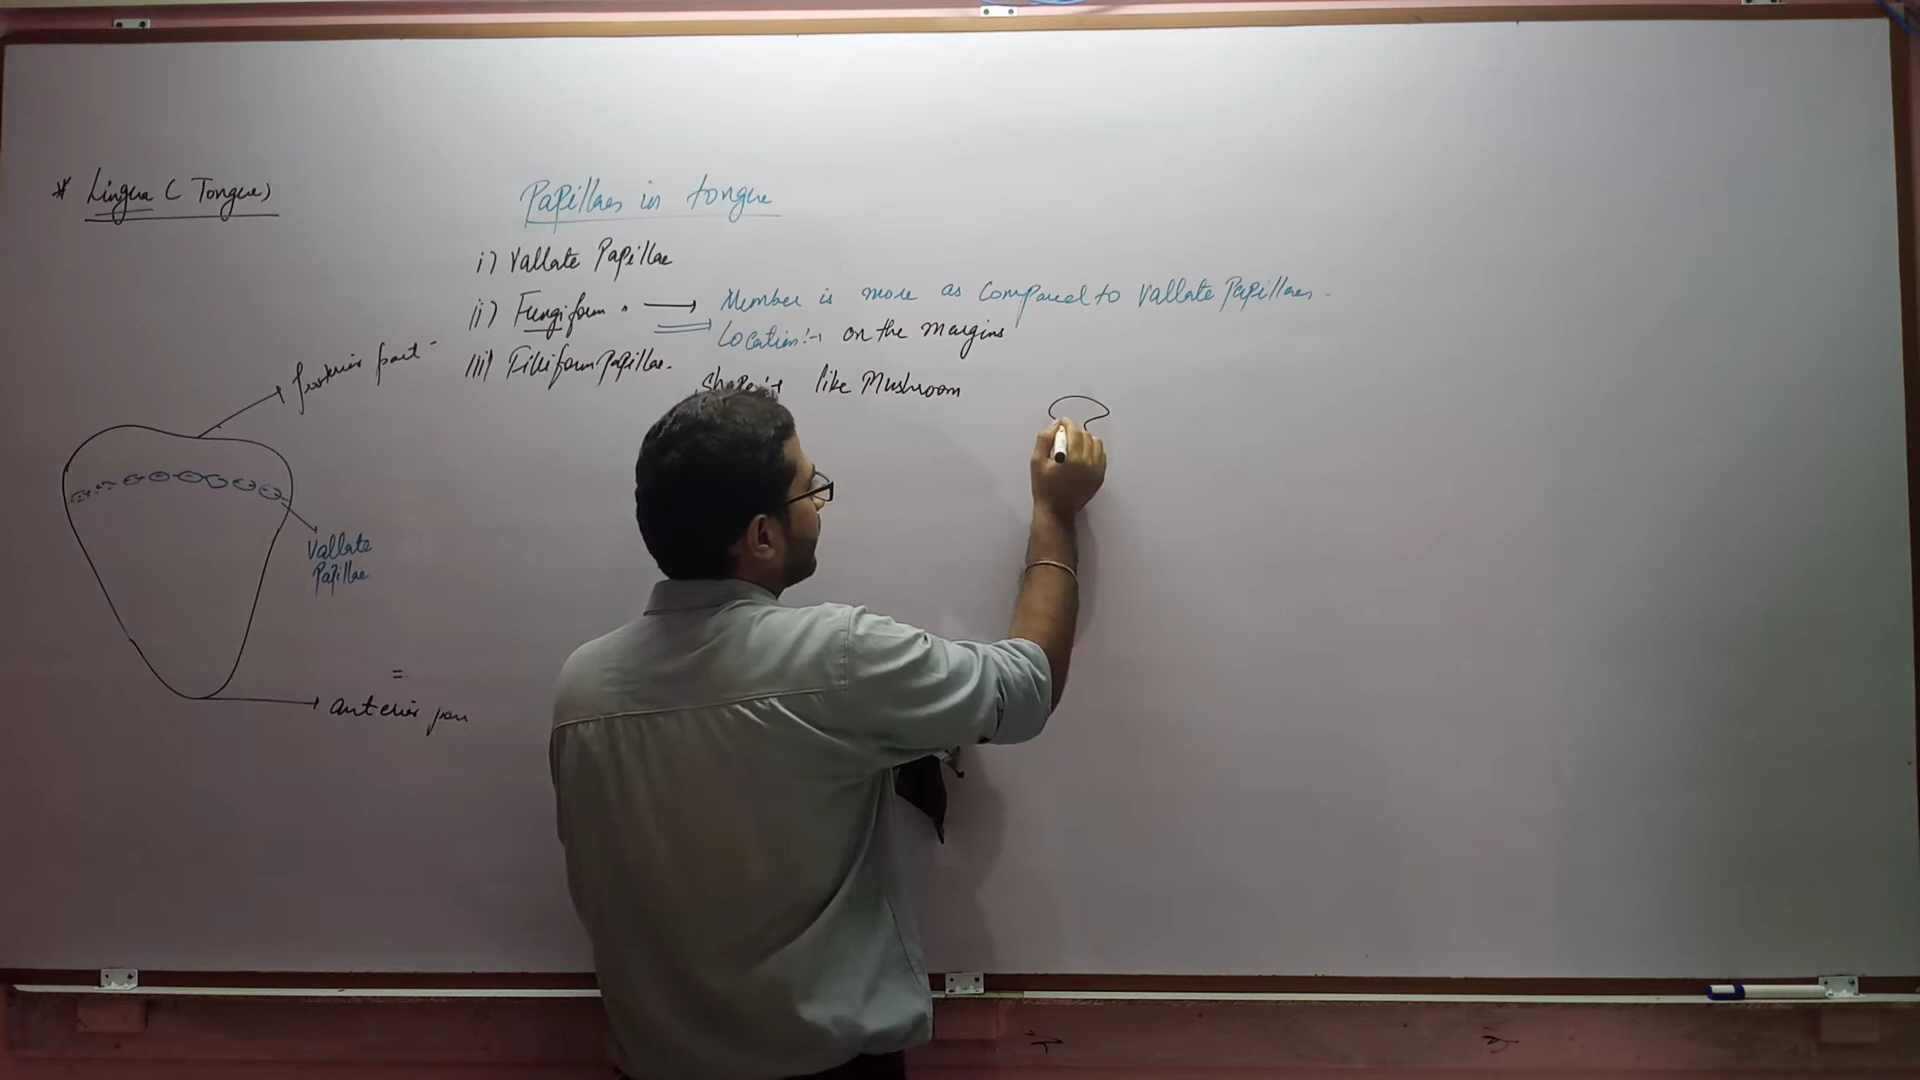 * Lingua ( Tongue)
Papillaes in tongue
i) Vallate Papillae
ii) Fungiform " → Number is more as Compared to Vallate Papillaes.
Location:→ on the margins
iii) Filliform Papillae.
Shape:→ like Mushroom
Posterior part -
Vallate
Papillae
=
anterior